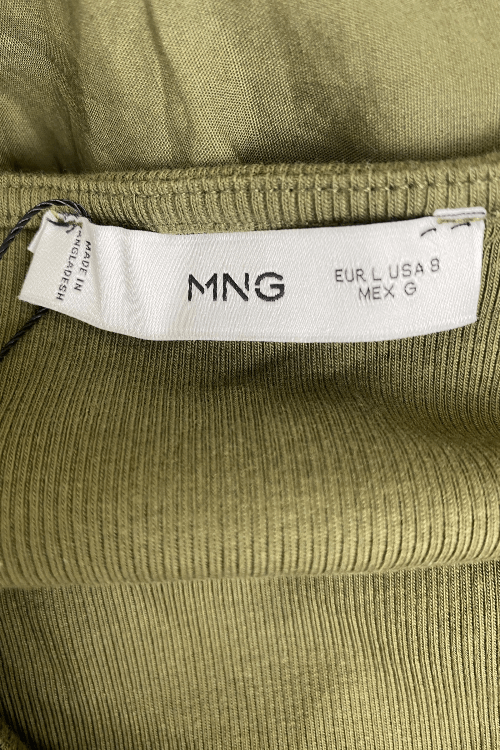 MADE IN
BANGLADESH
MNG
EUR L USA 8
MEX G